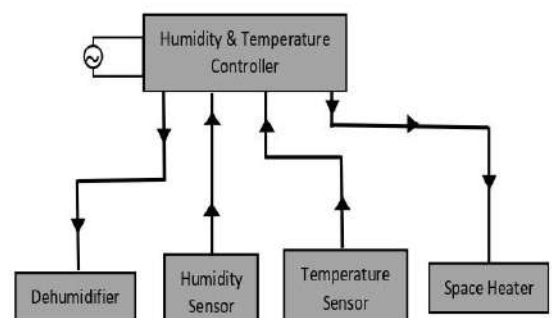 Humidity & Temperature
Controller
Dehumidifier
Humidity
Sensor
Temperature
Sensor
Space Heater